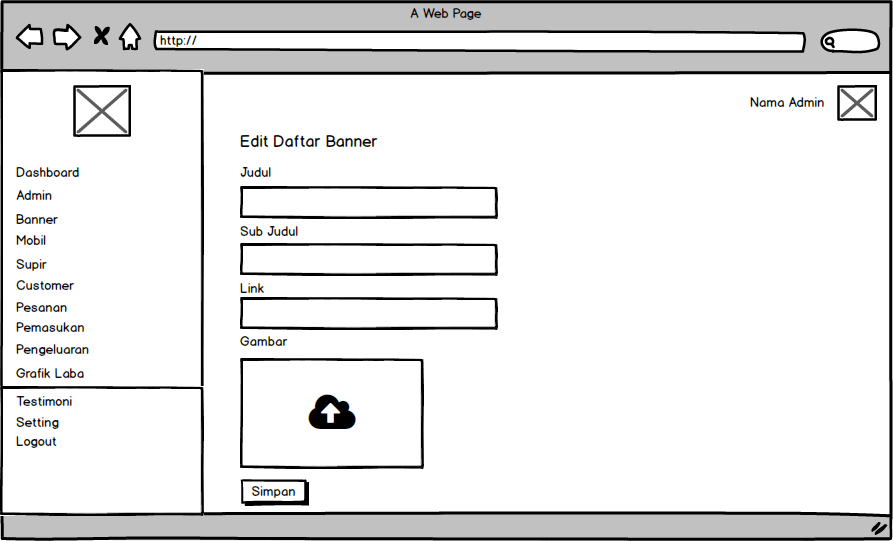 A Web Page
http://
Nama Admin
Dashboard
Admin
Banner
Mobil
Supir
Customer
Pesanan
Pemasukan
Pengeluaran
Grafik Laba
Testimoni
Setting
Logout
Edit Daftar Banner
Judul
Sub Judul
Link
Gambar
Simpan